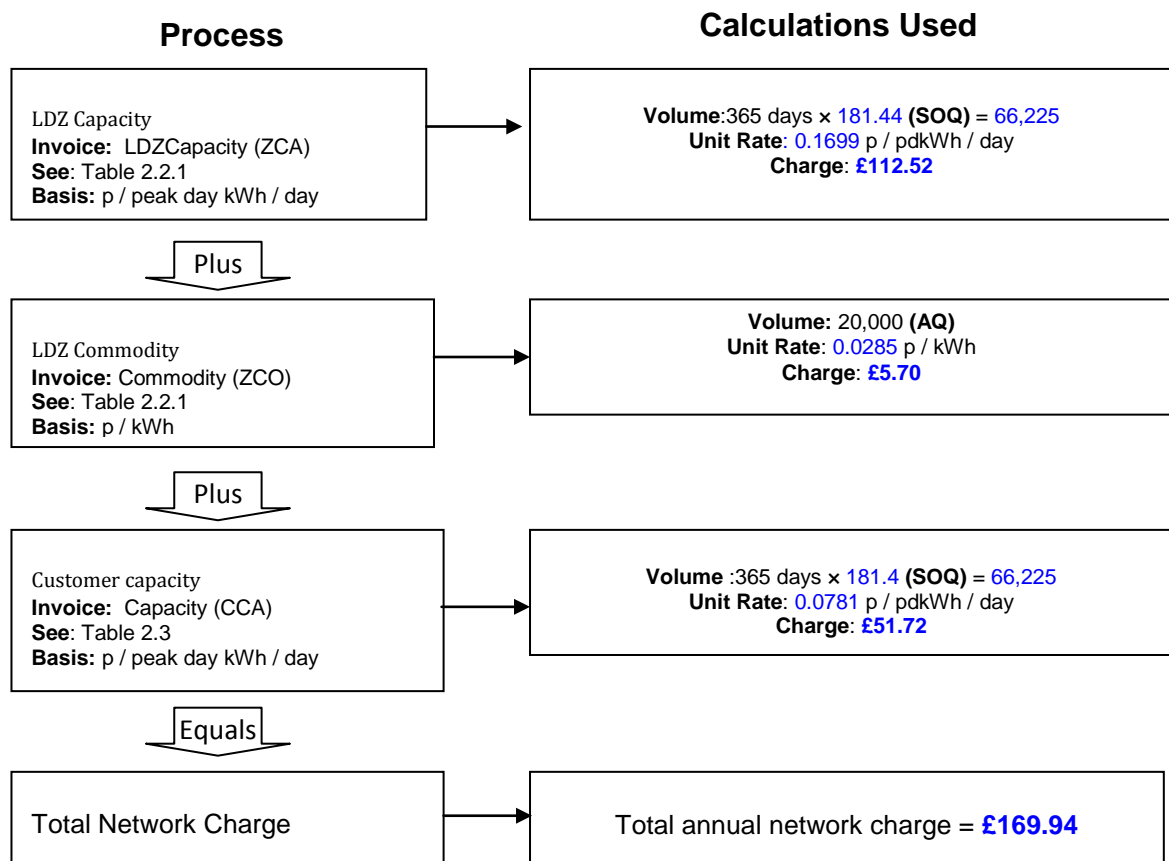 Process
Calculations Used
LDZ Capacity
Invoice: LDZCapacity (ZCA)
See: Table 2.2.1
Basis: p / peak day kWh / day
Volume:365 days × 181.44 (SOQ) = 66,225
Unit Rate: 0.1699 p / pdkWh / day
Charge: £112.52
Plus
LDZ Commodity
Invoice: Commodity (ZCO)
See: Table 2.2.1
Basis: p / kWh
Volume: 20,000 (AQ)
Unit Rate: 0.0285 p / kWh
Charge: £5.70
Plus
Customer capacity
Invoice: Capacity (CCA)
See: Table 2.3
Basis: p / peak day kWh / day
Volume :365 days × 181.4 (SOQ) = 66,225
Unit Rate: 0.0781 p / pdkWh / day
Charge: £51.72
Equals
Total Network Charge
Total annual network charge = £169.94